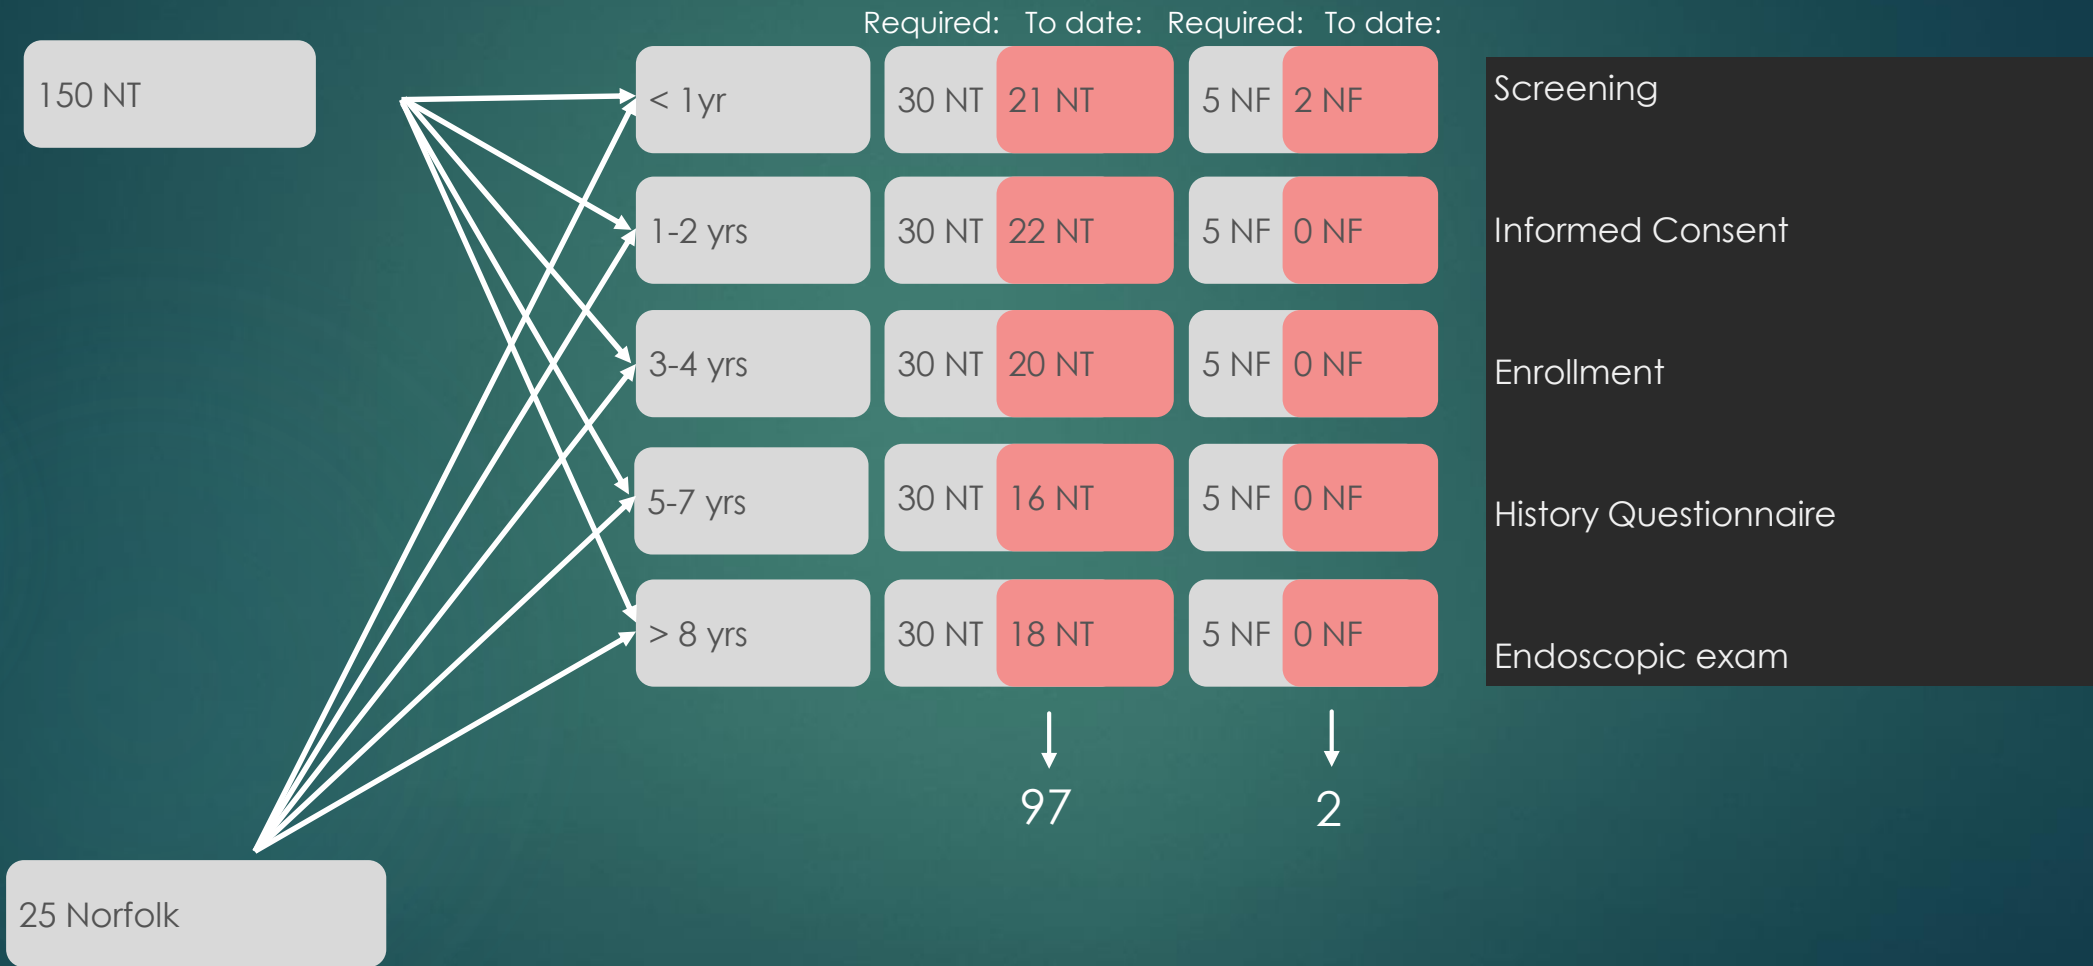 Required: To date: Required: To date:
150 NT
< 1yr 30 NT 21 NT 5 NF 2 NF
1-2 yrs 30 NT 22 NT 5 NF 0 NF
3-4 yrs 30 NT 20 NT 5 NF 0 NF
5-7 yrs 30 NT 16 NT 5 NF 0 NF
> 8 yrs 30 NT 18 NT 5 NF 0 NF
97 2
25 Norfolk
Screening
Informed Consent
Enrollment
History Questionnaire
Endoscopic exam